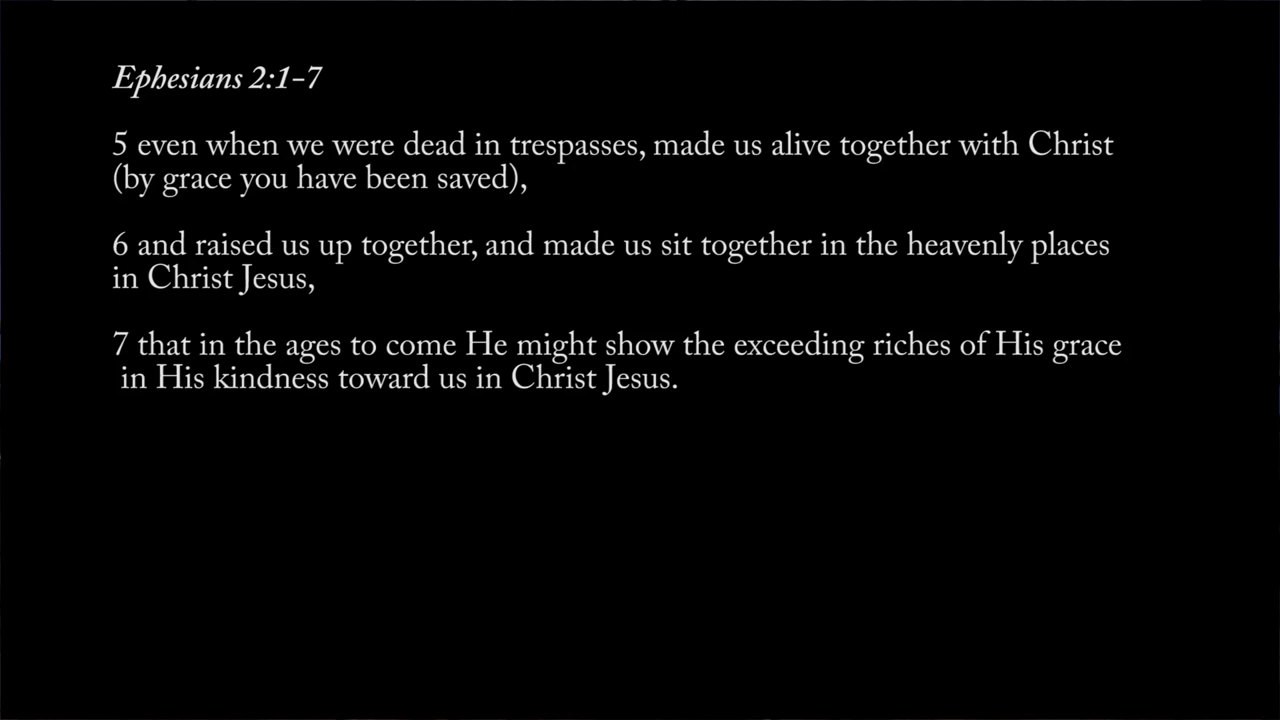 Ephesians 2:1-7
5 even when we were dead in trespasses, made us alive together with Christ
(by grace you have been saved),
6 and raised us up together, and made us sit together in the heavenly places
in Christ Jesus,
7 that in the ages to come He might show the exceeding riches of His grace
in His kindness toward us in Christ Jesus.